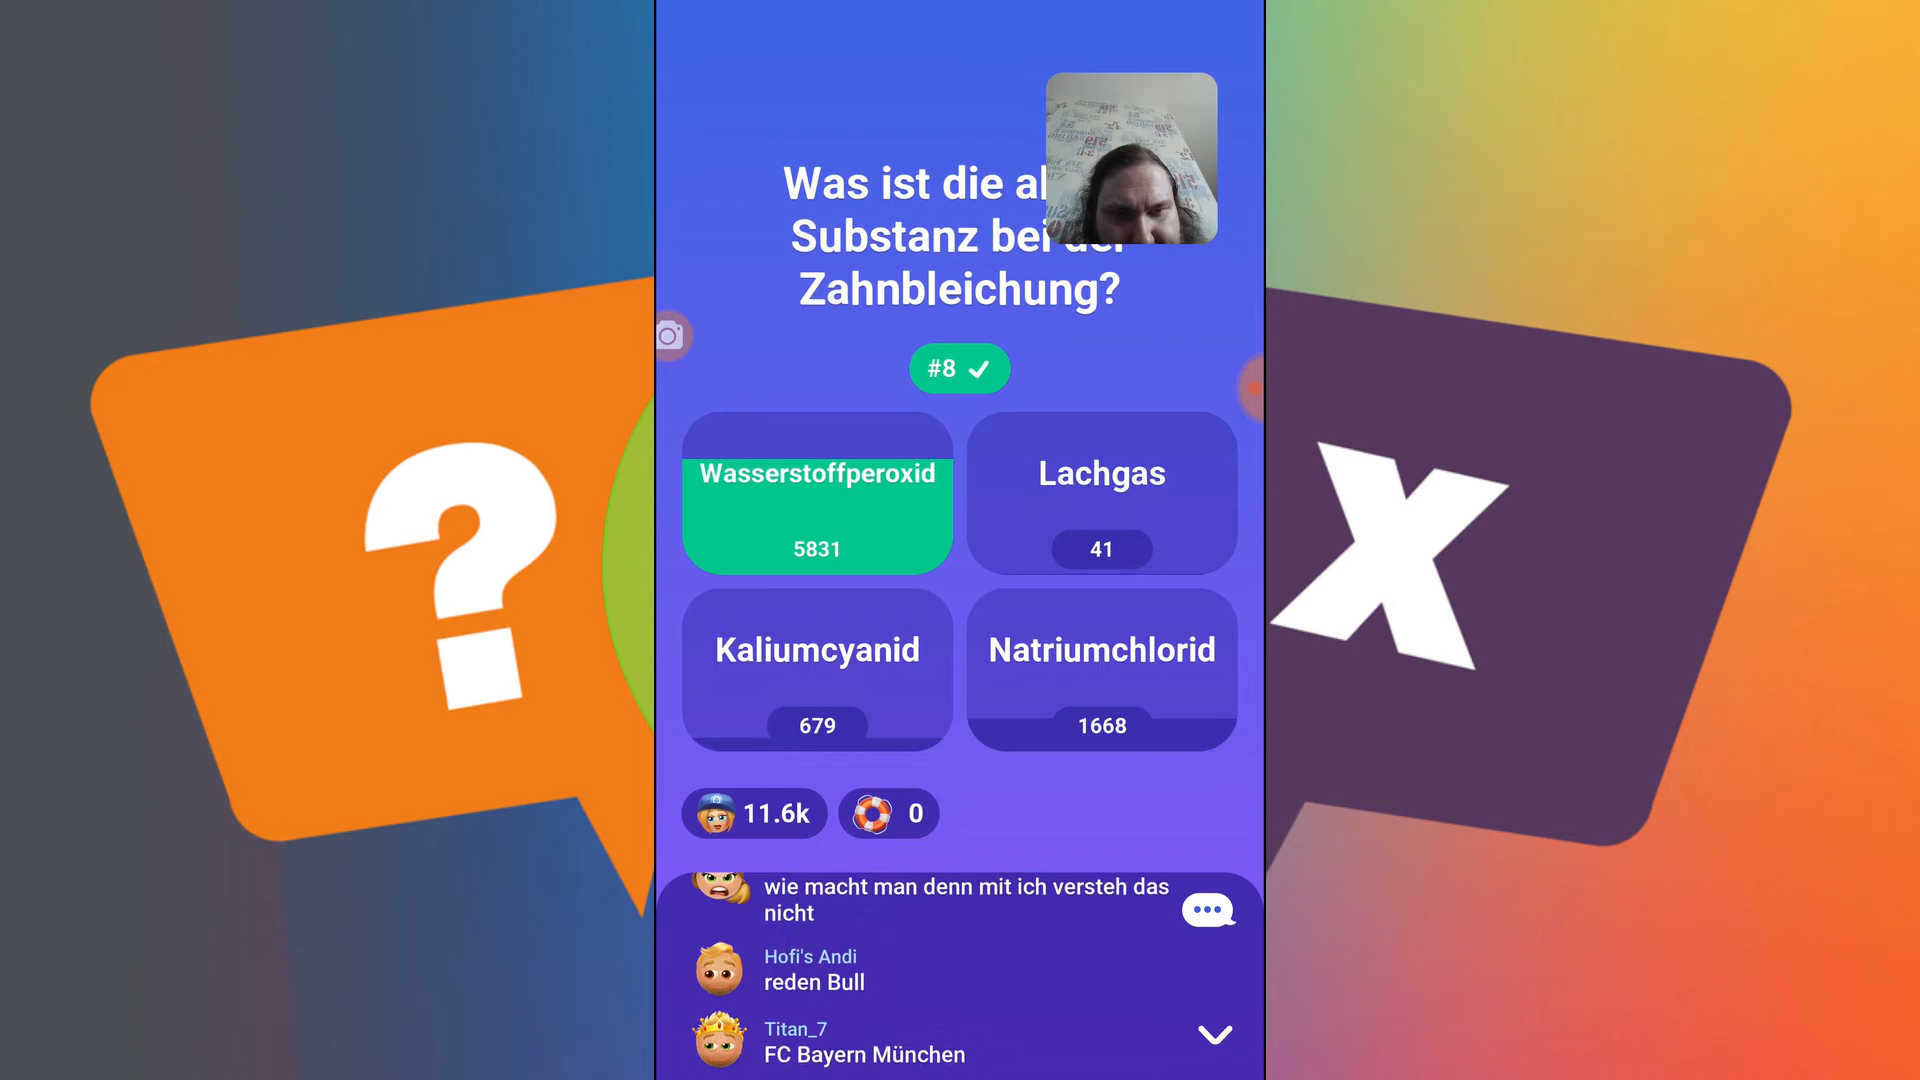 ?
X
Was ist die
Substanz bei der
Zahnbleichung?
#8
Wasserstoffperoxid
5831
Lachgas
41
Kaliumcyanid
679
Natriumchlorid
1668
11.6k
0
wie macht man denn mit ich versteh das
nicht
Hofi's Andi
reden Bull
Titan_7
FC Bayern München